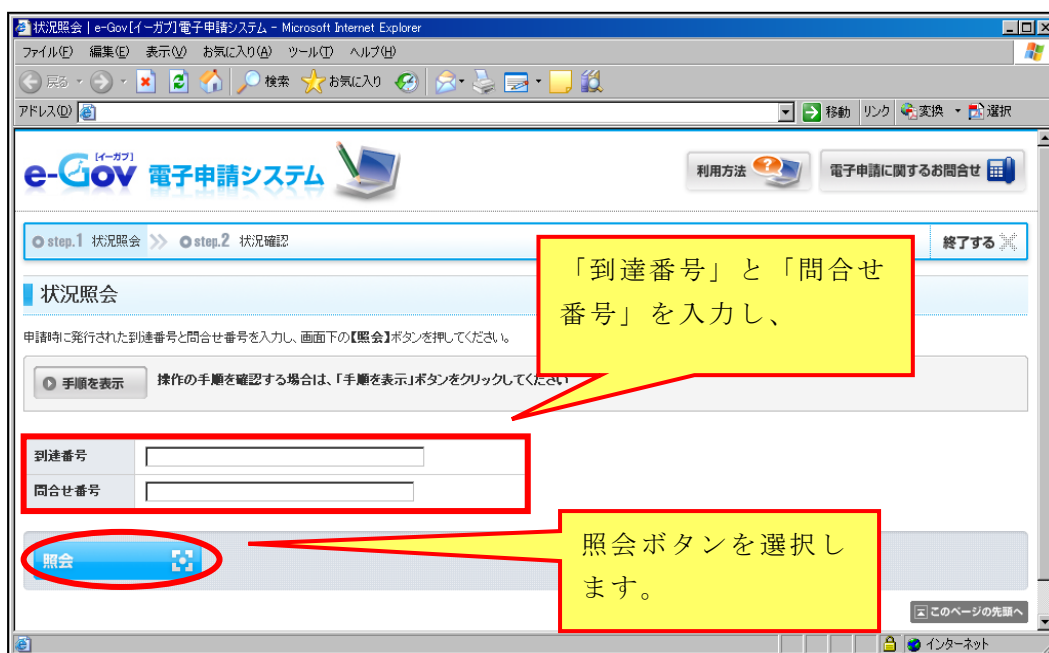 状況照会 | e-Gov[イーガブ]電子申請システム - Microsoft Internet Explorer
ファイル(F) 編集(E) 表示(V) お気に入り(A) ツール(T) ヘルプ(H)
戻る 検索 お気に入り
アドレス(D) 移動 リンク 変換 選択
e-Gov [イーガブ] 電子申請システム 利用方法 電子申請に関するお問合せ
step.1 状況照会 step.2 状況確認 終了する
「到達番号」と「問合せ
番号」を入力し、
状況照会
申請時に発行された到達番号と問合せ番号を入力し、画面下の【照会】ボタンを押してください。
手順を表示 操作の手順を確認する場合は、「手順を表示」ボタンをクリックしてください
到達番号
問合せ番号
照会ボタンを選択し
ます。
照会
このページの先頭へ
インターネット